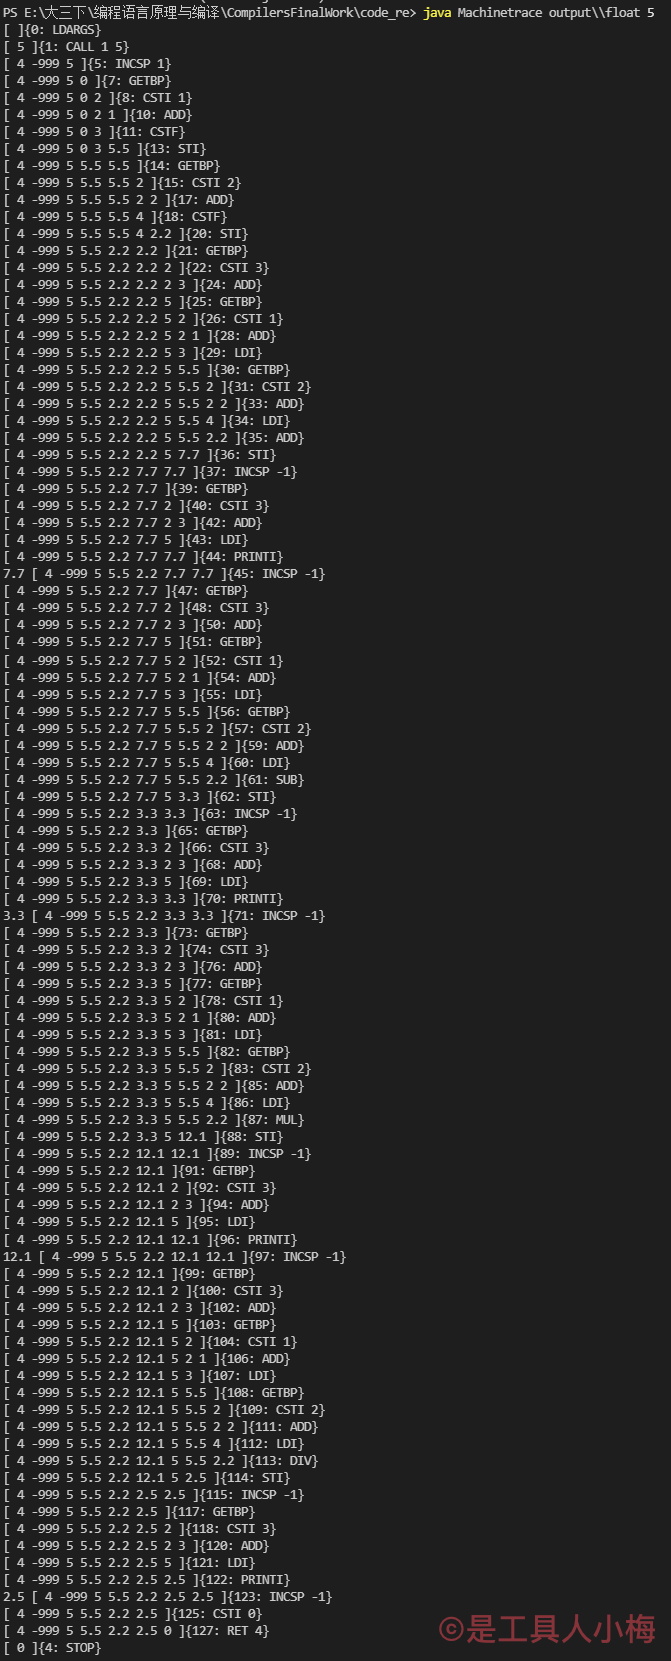 PS E:\大三下\编程语言原理与编译\CompilersFinalWork\code_re> java Machinetrace output\\float 5
[ ]{0: LDARGS}
[ 5 ]{1: CALL 1 5}
[ 4 -999 5 ]{5: INCSP 1}
[ 4 -999 5 0 ]{7: GETBP}
[ 4 -999 5 0 2 ]{8: CSTI 1}
[ 4 -999 5 0 2 1 ]{10: ADD}
[ 4 -999 5 0 3 ]{11: CSTF}
[ 4 -999 5 0 3 5.5 ]{13: STI}
[ 4 -999 5 5.5 5.5 ]{14: GETBP}
[ 4 -999 5 5.5 5.5 2 ]{15: CSTI 2}
[ 4 -999 5 5.5 5.5 2 2 ]{17: ADD}
[ 4 -999 5 5.5 5.5 4 ]{18: CSTF}
[ 4 -999 5 5.5 5.5 4 2.2 ]{20: STI}
[ 4 -999 5 5.5 2.2 2.2 ]{21: GETBP}
[ 4 -999 5 5.5 2.2 2.2 2 ]{22: CSTI 3}
[ 4 -999 5 5.5 2.2 2.2 2 3 ]{24: ADD}
[ 4 -999 5 5.5 2.2 2.2 5 ]{25: GETBP}
[ 4 -999 5 5.5 2.2 2.2 5 2 ]{26: CSTI 1}
[ 4 -999 5 5.5 2.2 2.2 5 2 1 ]{28: ADD}
[ 4 -999 5 5.5 2.2 2.2 5 3 ]{29: LDI}
[ 4 -999 5 5.5 2.2 2.2 5 5.5 ]{30: GETBP}
[ 4 -999 5 5.5 2.2 2.2 5 5.5 2 ]{31: CSTI 2}
[ 4 -999 5 5.5 2.2 2.2 5 5.5 2 2 ]{33: ADD}
[ 4 -999 5 5.5 2.2 2.2 5 5.5 4 ]{34: LDI}
[ 4 -999 5 5.5 2.2 2.2 5 5.5 2.2 ]{35: ADD}
[ 4 -999 5 5.5 2.2 2.2 5 7.7 ]{36: STI}
[ 4 -999 5 5.5 2.2 7.7 7.7 ]{37: INCSP -1}
[ 4 -999 5 5.5 2.2 7.7 ]{39: GETBP}
[ 4 -999 5 5.5 2.2 7.7 2 ]{40: CSTI 3}
[ 4 -999 5 5.5 2.2 7.7 2 3 ]{42: ADD}
[ 4 -999 5 5.5 2.2 7.7 5 ]{43: LDI}
[ 4 -999 5 5.5 2.2 7.7 7.7 ]{44: PRINTI}
7.7 [ 4 -999 5 5.5 2.2 7.7 7.7 ]{45: INCSP -1}
[ 4 -999 5 5.5 2.2 7.7 ]{47: GETBP}
[ 4 -999 5 5.5 2.2 7.7 2 ]{48: CSTI 3}
[ 4 -999 5 5.5 2.2 7.7 2 3 ]{50: ADD}
[ 4 -999 5 5.5 2.2 7.7 5 ]{51: GETBP}
[ 4 -999 5 5.5 2.2 7.7 5 2 ]{52: CSTI 1}
[ 4 -999 5 5.5 2.2 7.7 5 2 1 ]{54: ADD}
[ 4 -999 5 5.5 2.2 7.7 5 3 ]{55: LDI}
[ 4 -999 5 5.5 2.2 7.7 5 5.5 ]{56: GETBP}
[ 4 -999 5 5.5 2.2 7.7 5 5.5 2 ]{57: CSTI 2}
[ 4 -999 5 5.5 2.2 7.7 5 5.5 2 2 ]{59: ADD}
[ 4 -999 5 5.5 2.2 7.7 5 5.5 4 ]{60: LDI}
[ 4 -999 5 5.5 2.2 7.7 5 5.5 2.2 ]{61: SUB}
[ 4 -999 5 5.5 2.2 7.7 5 3.3 ]{62: STI}
[ 4 -999 5 5.5 2.2 3.3 3.3 ]{63: INCSP -1}
[ 4 -999 5 5.5 2.2 3.3 ]{65: GETBP}
[ 4 -999 5 5.5 2.2 3.3 2 ]{66: CSTI 3}
[ 4 -999 5 5.5 2.2 3.3 2 3 ]{68: ADD}
[ 4 -999 5 5.5 2.2 3.3 5 ]{69: LDI}
[ 4 -999 5 5.5 2.2 3.3 3.3 ]{70: PRINTI}
3.3 [ 4 -999 5 5.5 2.2 3.3 3.3 ]{71: INCSP -1}
[ 4 -999 5 5.5 2.2 3.3 ]{73: GETBP}
[ 4 -999 5 5.5 2.2 3.3 2 ]{74: CSTI 3}
[ 4 -999 5 5.5 2.2 3.3 2 3 ]{76: ADD}
[ 4 -999 5 5.5 2.2 3.3 5 ]{77: GETBP}
[ 4 -999 5 5.5 2.2 3.3 5 2 ]{78: CSTI 1}
[ 4 -999 5 5.5 2.2 3.3 5 2 1 ]{80: ADD}
[ 4 -999 5 5.5 2.2 3.3 5 3 ]{81: LDI}
[ 4 -999 5 5.5 2.2 3.3 5 5.5 ]{82: GETBP}
[ 4 -999 5 5.5 2.2 3.3 5 5.5 2 ]{83: CSTI 2}
[ 4 -999 5 5.5 2.2 3.3 5 5.5 2 2 ]{85: ADD}
[ 4 -999 5 5.5 2.2 3.3 5 5.5 4 ]{86: LDI}
[ 4 -999 5 5.5 2.2 3.3 5 5.5 2.2 ]{87: MUL}
[ 4 -999 5 5.5 2.2 3.3 5 12.1 ]{88: STI}
[ 4 -999 5 5.5 2.2 12.1 12.1 ]{89: INCSP -1}
[ 4 -999 5 5.5 2.2 12.1 ]{91: GETBP}
[ 4 -999 5 5.5 2.2 12.1 2 ]{92: CSTI 3}
[ 4 -999 5 5.5 2.2 12.1 2 3 ]{94: ADD}
[ 4 -999 5 5.5 2.2 12.1 5 ]{95: LDI}
[ 4 -999 5 5.5 2.2 12.1 12.1 ]{96: PRINTI}
12.1 [ 4 -999 5 5.5 2.2 12.1 12.1 ]{97: INCSP -1}
[ 4 -999 5 5.5 2.2 12.1 ]{99: GETBP}
[ 4 -999 5 5.5 2.2 12.1 2 ]{100: CSTI 3}
[ 4 -999 5 5.5 2.2 12.1 2 3 ]{102: ADD}
[ 4 -999 5 5.5 2.2 12.1 5 ]{103: GETBP}
[ 4 -999 5 5.5 2.2 12.1 5 2 ]{104: CSTI 1}
[ 4 -999 5 5.5 2.2 12.1 5 2 1 ]{106: ADD}
[ 4 -999 5 5.5 2.2 12.1 5 3 ]{107: LDI}
[ 4 -999 5 5.5 2.2 12.1 5 5.5 ]{108: GETBP}
[ 4 -999 5 5.5 2.2 12.1 5 5.5 2 ]{109: CSTI 2}
[ 4 -999 5 5.5 2.2 12.1 5 5.5 2 2 ]{111: ADD}
[ 4 -999 5 5.5 2.2 12.1 5 5.5 4 ]{112: LDI}
[ 4 -999 5 5.5 2.2 12.1 5 5.5 2.2 ]{113: DIV}
[ 4 -999 5 5.5 2.2 12.1 5 2.5 ]{114: STI}
[ 4 -999 5 5.5 2.2 2.5 2.5 ]{115: INCSP -1}
[ 4 -999 5 5.5 2.2 2.5 ]{117: GETBP}
[ 4 -999 5 5.5 2.2 2.5 2 ]{118: CSTI 3}
[ 4 -999 5 5.5 2.2 2.5 2 3 ]{120: ADD}
[ 4 -999 5 5.5 2.2 2.5 5 ]{121: LDI}
[ 4 -999 5 5.5 2.2 2.5 2.5 ]{122: PRINTI}
2.5 [ 4 -999 5 5.5 2.2 2.5 2.5 ]{123: INCSP -1}
[ 4 -999 5 5.5 2.2 2.5 ]{125: CSTI 0}
[ 4 -999 5 5.5 2.2 2.5 0 ]{127: RET 4}
[ 0 ]{4: STOP}
©是工具人小梅